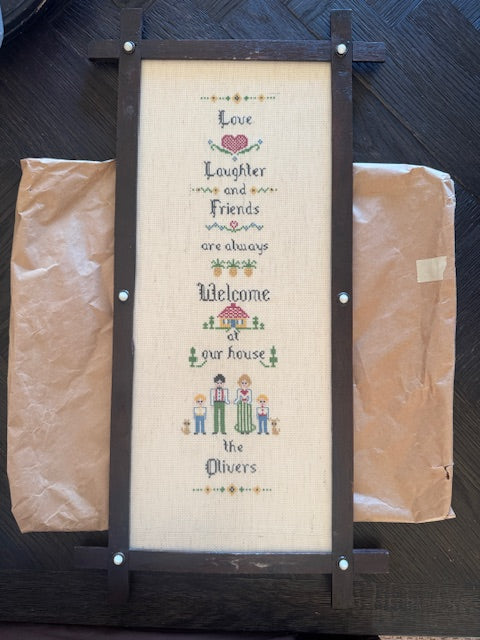 Love
Laughter
and
Friends
are always
Welcome
at
our house
the
Olivers